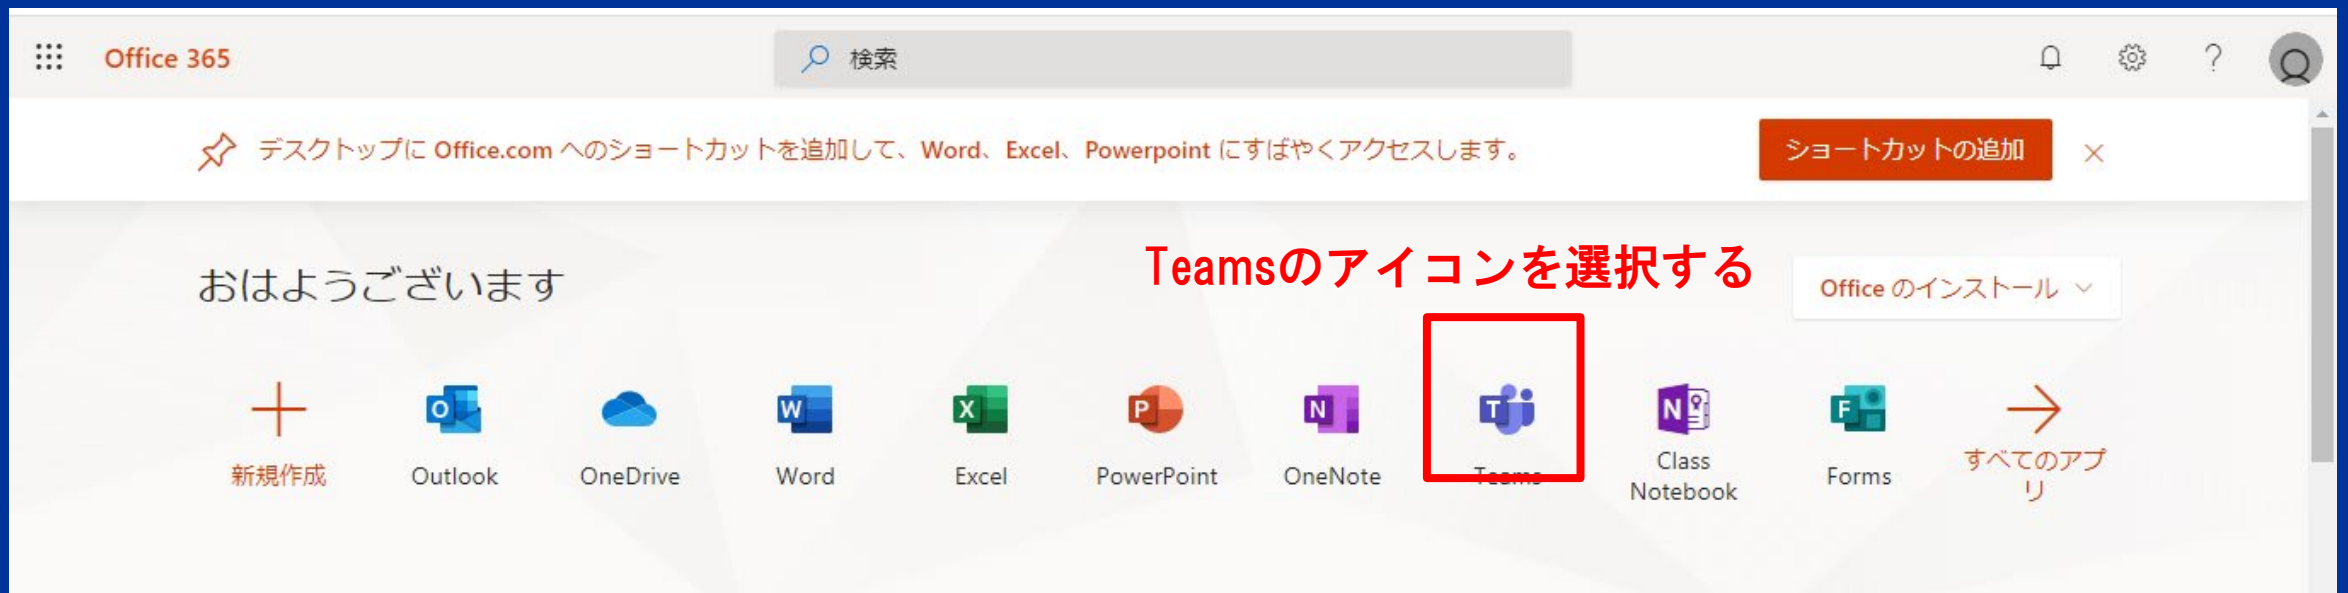 Office 365
検索
?
デスクトップに Office.com へのショートカットを追加して、Word、Excel、Powerpoint にすばやくアクセスします。
ショートカットの追加
Teamsのアイコンを選択する
おはようございます
Office のインストール
新規作成
Outlook
OneDrive
Word
Excel
PowerPoint
OneNote
Teams
Class
Notebook
Forms
すべてのアプ
リ